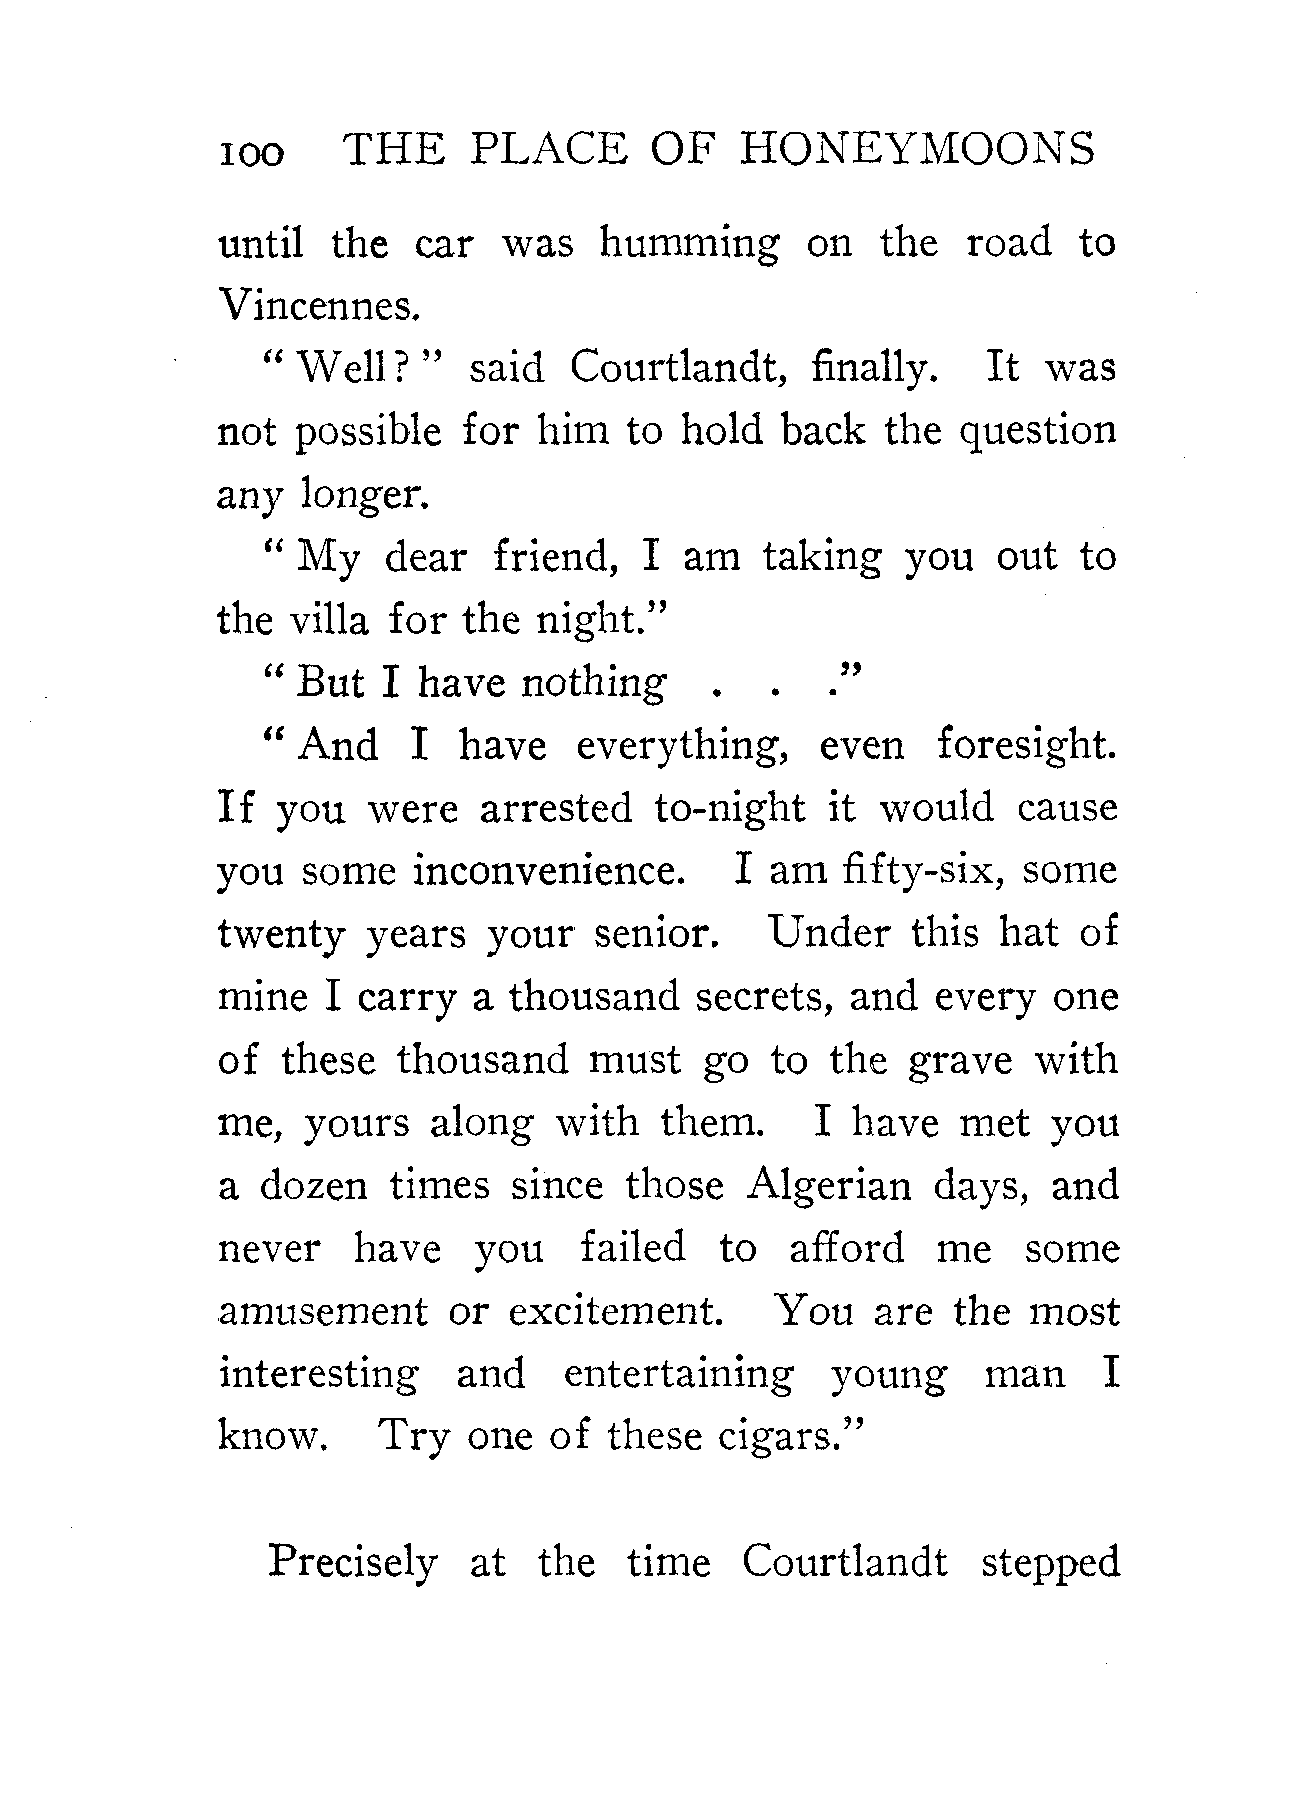 100 THE PLACE OF HONEYMOONS
until the car was humming on the road to
Vincennes.
“ Well? ” said Courtlandt, finally. It was
not possible for him to hold back the question
any longer.
“ My dear friend, I am taking you out to
the villa for the night.”
“ But I have nothing . . .”
“ And I have everything, even foresight.
If you were arrested to-night it would cause
you some inconvenience. I am fifty-six, some
twenty years your senior. Under this hat of
mine I carry a thousand secrets, and every one
of these thousand must go to the grave with
me, yours along with them. I have met you
a dozen times since those Algerian days, and
never have you failed to afford me some
amusement or excitement. You are the most
interesting and entertaining young man I
know. Try one of these cigars.”
Precisely at the time Courtlandt stepped